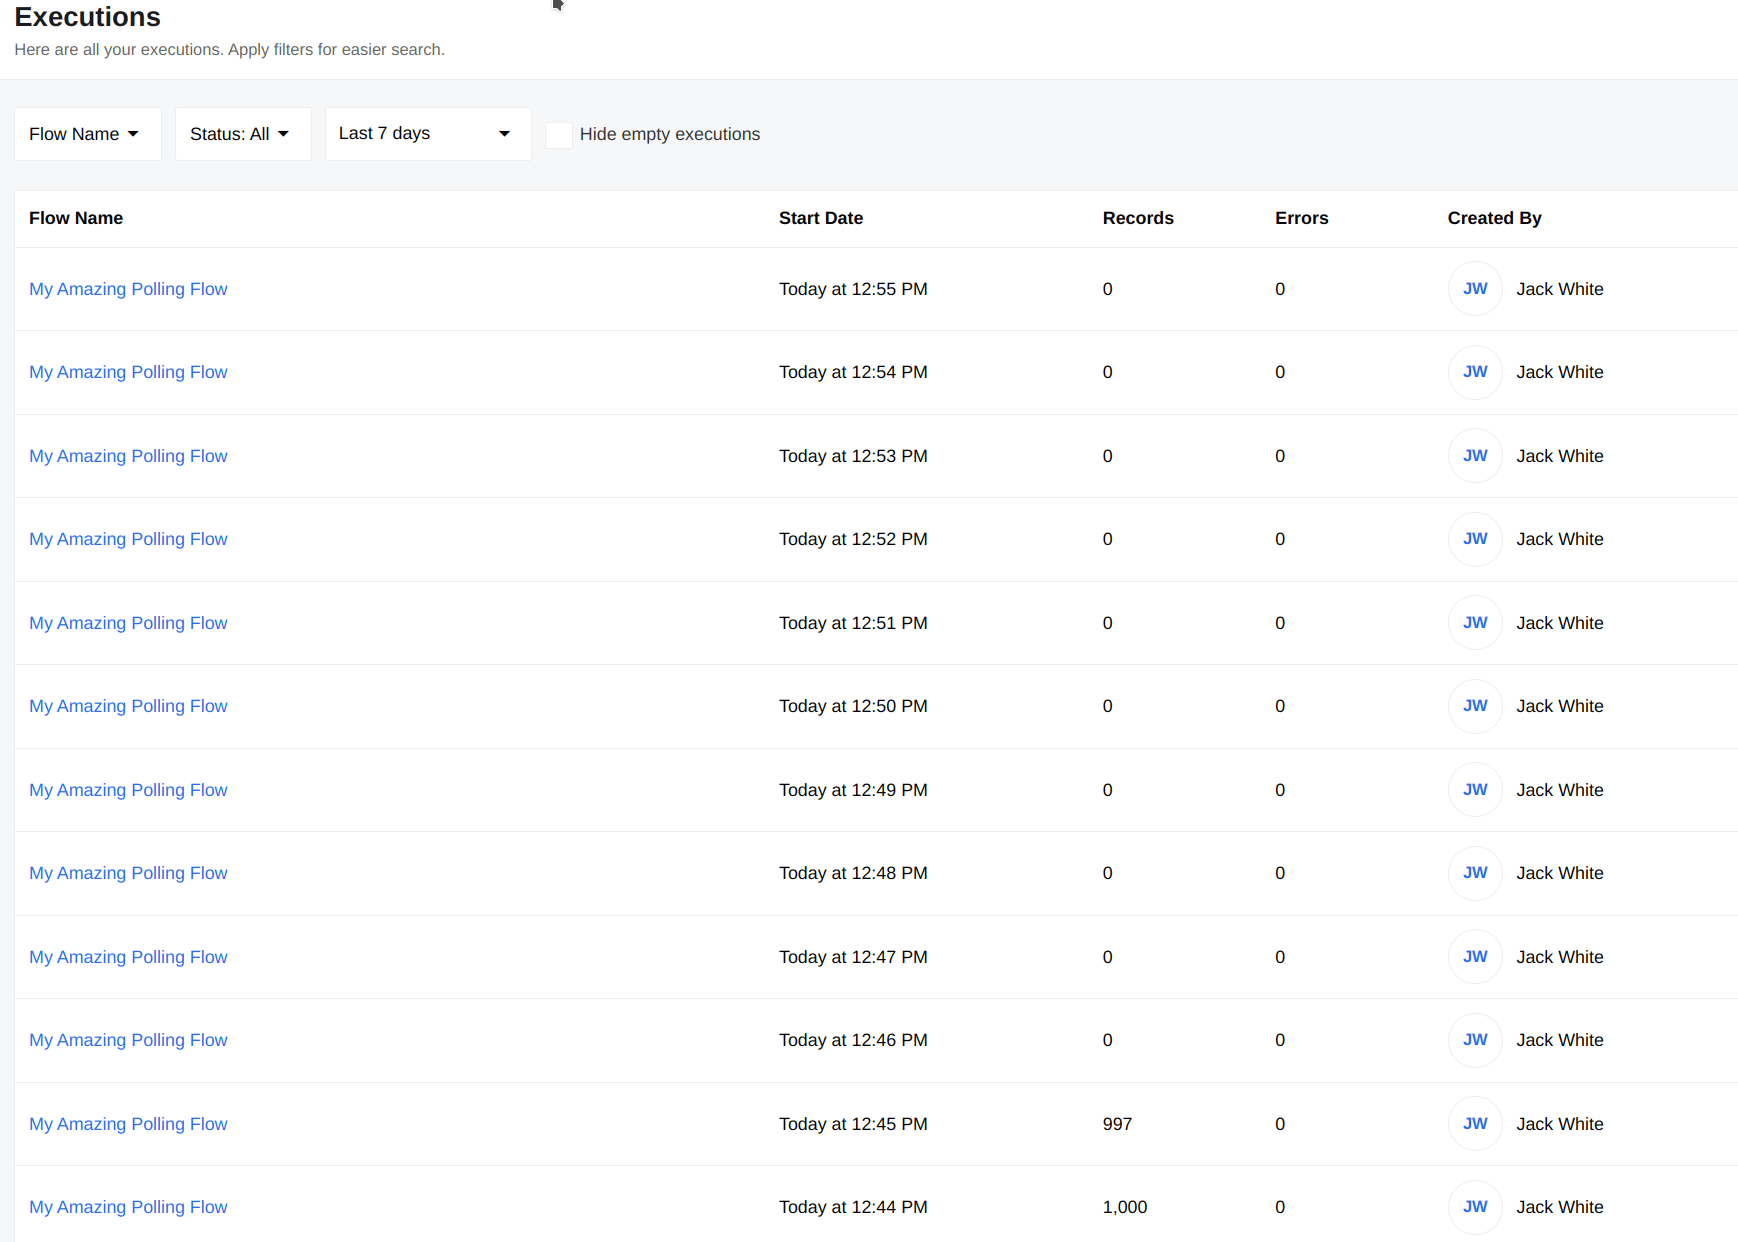 Executions
Here are all your executions. Apply filters for easier search.
Flow Name Status: All Last 7 days Hide empty executions
Flow Name Start Date Records Errors Created By
My Amazing Polling Flow Today at 12:55 PM 0 0 JW Jack White
My Amazing Polling Flow Today at 12:54 PM 0 0 JW Jack White
My Amazing Polling Flow Today at 12:53 PM 0 0 JW Jack White
My Amazing Polling Flow Today at 12:52 PM 0 0 JW Jack White
My Amazing Polling Flow Today at 12:51 PM 0 0 JW Jack White
My Amazing Polling Flow Today at 12:50 PM 0 0 JW Jack White
My Amazing Polling Flow Today at 12:49 PM 0 0 JW Jack White
My Amazing Polling Flow Today at 12:48 PM 0 0 JW Jack White
My Amazing Polling Flow Today at 12:47 PM 0 0 JW Jack White
My Amazing Polling Flow Today at 12:46 PM 0 0 JW Jack White
My Amazing Polling Flow Today at 12:45 PM 997 0 JW Jack White
My Amazing Polling Flow Today at 12:44 PM 1,000 0 JW Jack White